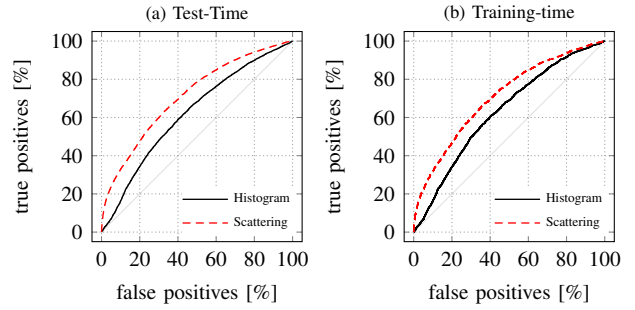 (a) Test-Time
100
80
60
40
20
0
true positives [%]
Histogram
Scattering
0 20 40 60 80 100
false positives [%]
(b) Training-time
100
80
60
40
20
0
true positives [%]
Histogram
Scattering
0 20 40 60 80 100
false positives [%]